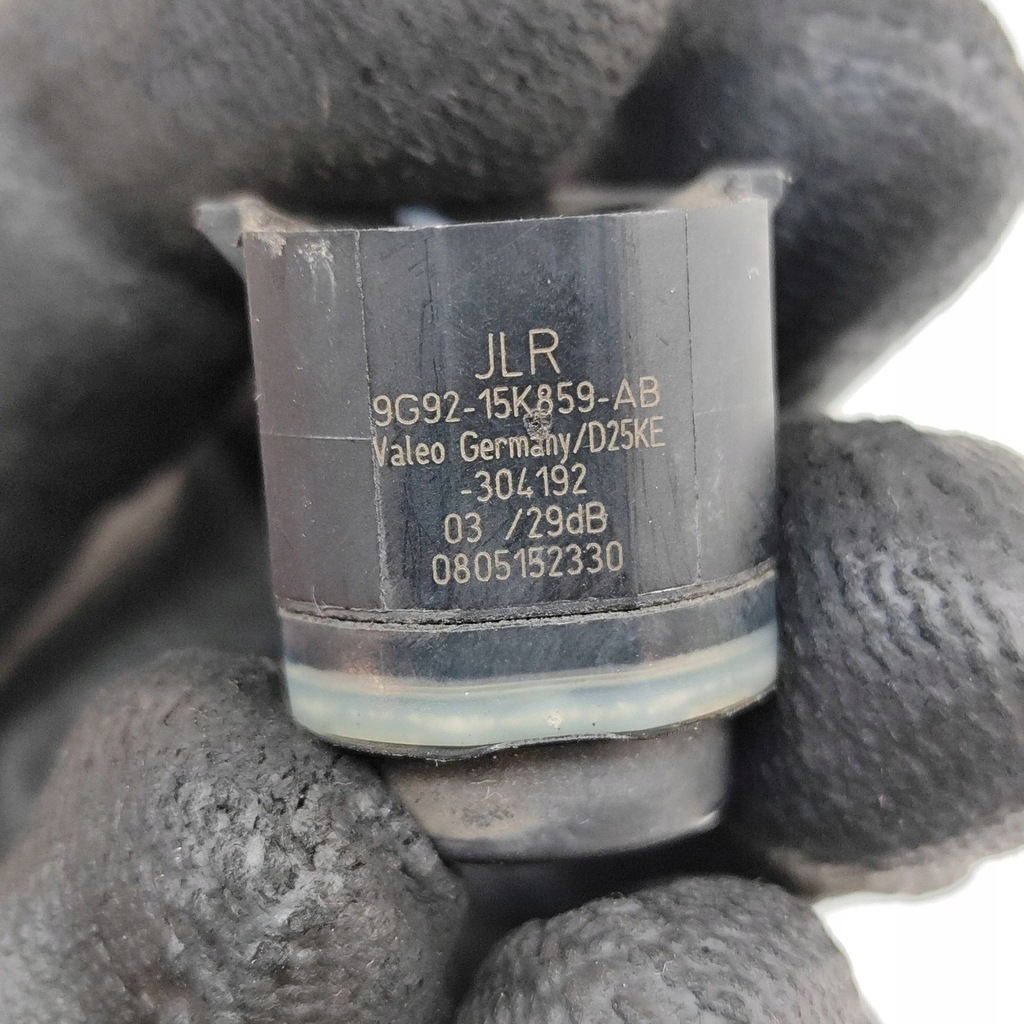 JLR
9G92-15K859-AB
Valeo Germany/D25KE
-304192
03 /29dB
0805152330